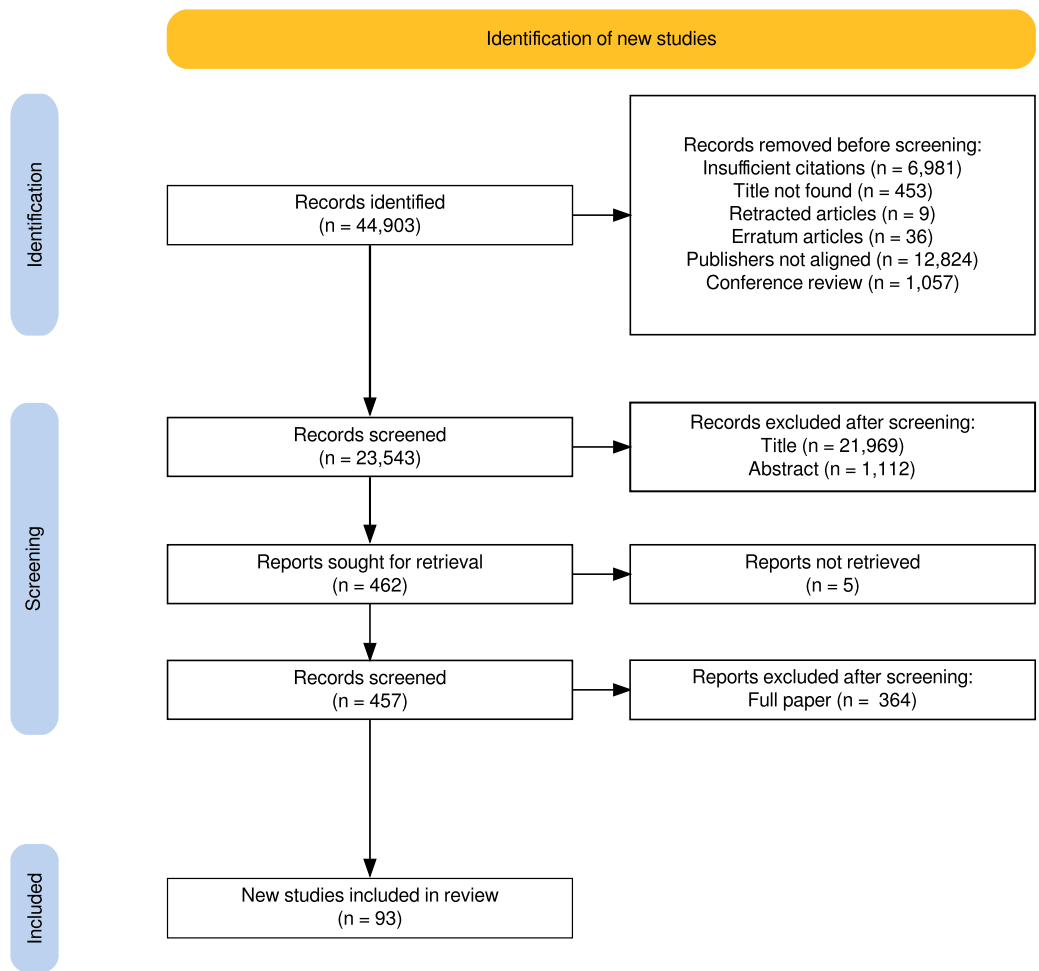 Identification of new studies
Identification
Records identified
(n = 44,903)
Records removed before screening:
Insufficient citations (n = 6,981)
Title not found (n = 453)
Retracted articles (n = 9)
Erratum articles (n = 36)
Publishers not aligned (n = 12,824)
Conference review (n = 1,057)
Screening
Records screened
(n = 23,543)
Records excluded after screening:
Title (n = 21,969)
Abstract (n = 1,112)
Reports sought for retrieval
(n = 462)
Reports not retrieved
(n = 5)
Records screened
(n = 457)
Reports excluded after screening:
Full paper (n =  364)
Included
New studies included in review
(n = 93)